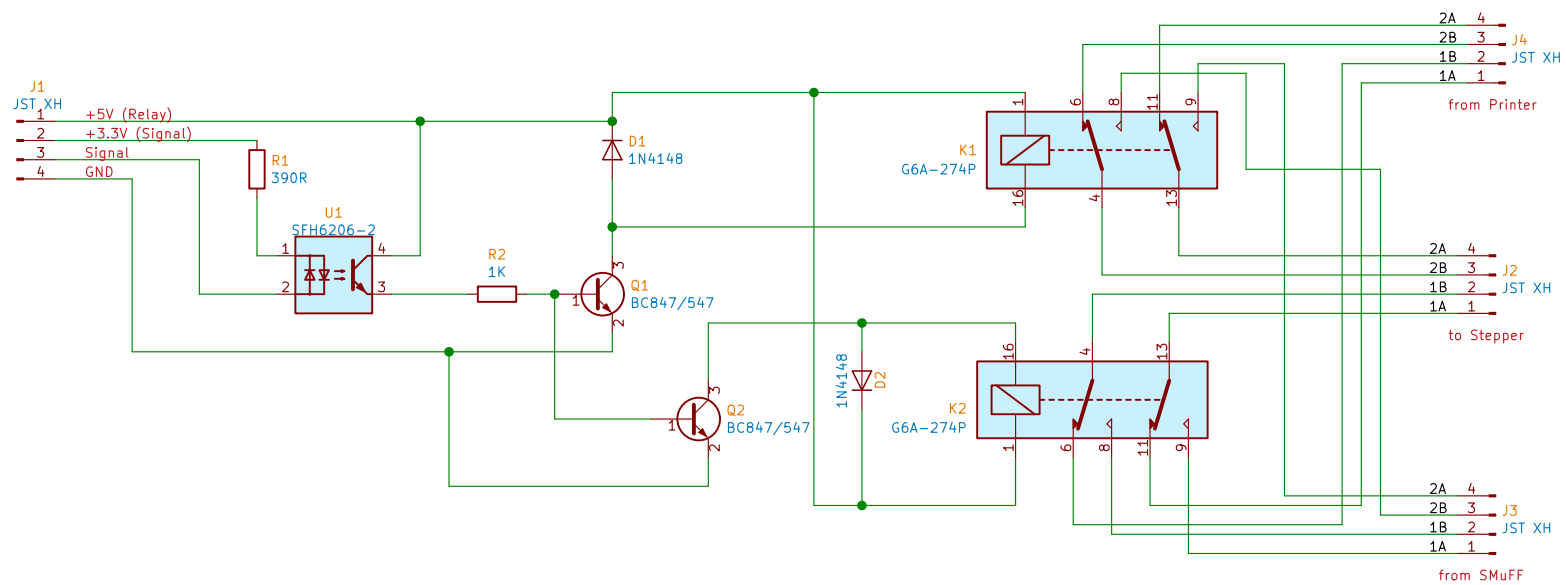 J1
JST XH
1 +5V (Relay)
2 +3.3V (Signal)
3 Signal
4 GND
R1
390R
U1
SFH6206-2
1
2
4
3
R2
1K
D1
1N4148
Q1
BC847/547
1
3
2
Q2
BC847/547
1
3
2
1N4148
D2
K1
G6A-274P
1
6
8
11
9
16
4
13
K2
G6A-274P
16
4
13
1
6
8
11
9
2A 4
2B 3
1B 2
1A 1
J4
JST XH
from Printer
2A 4
2B 3
1B 2
1A 1
J2
JST XH
to Stepper
2A 4
2B 3
1B 2
1A 1
J3
JST XH
from SMuFF